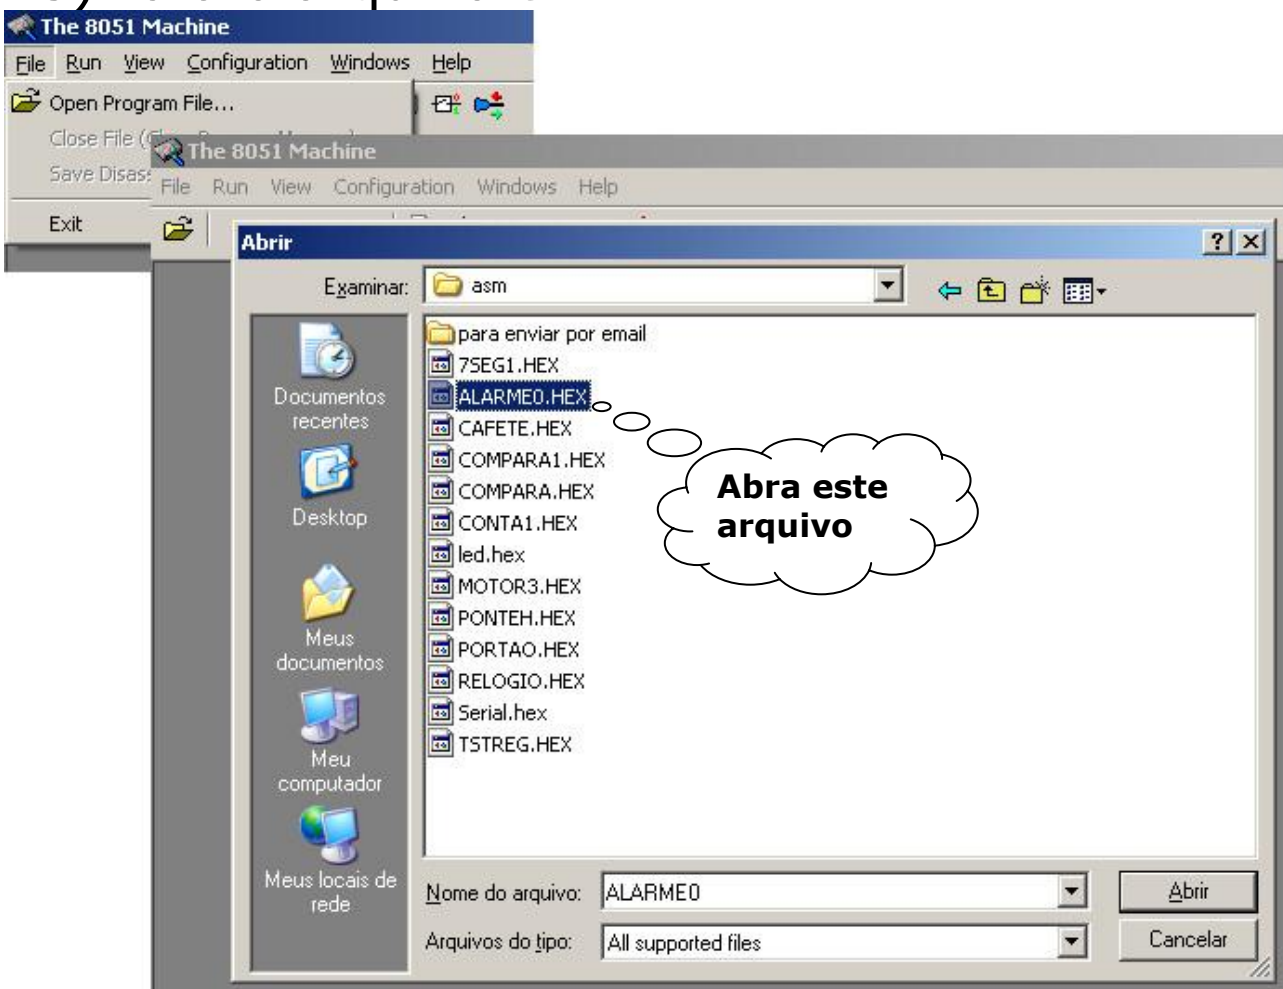 The 8051 Machine
File Run View Configuration Windows Help
Open Program File...
Close File (
Save
Exit
The 8051 Machine
File Run View Configuration Windows Help
Abrir
Examinar: asm
Documentos
recentes
Desktop
Meus
documentos
Meu
computador
Meus locais de
rede
para enviar por email
7SEG1.HEX
ALARME0.HEX
CAFETE.HEX
COMPARA1.HEX
COMPARA.HEX
CONTA1.HEX
led.hex
MOTOR3.HEX
PONTEH.HEX
PORTAO.HEX
RELOGIO.HEX
Serial.hex
TSTREG.HEX
Abra este
arquivo
Nome do arquivo: ALARME0 Abrir
Arquivos do tipo: All supported files Cancelar